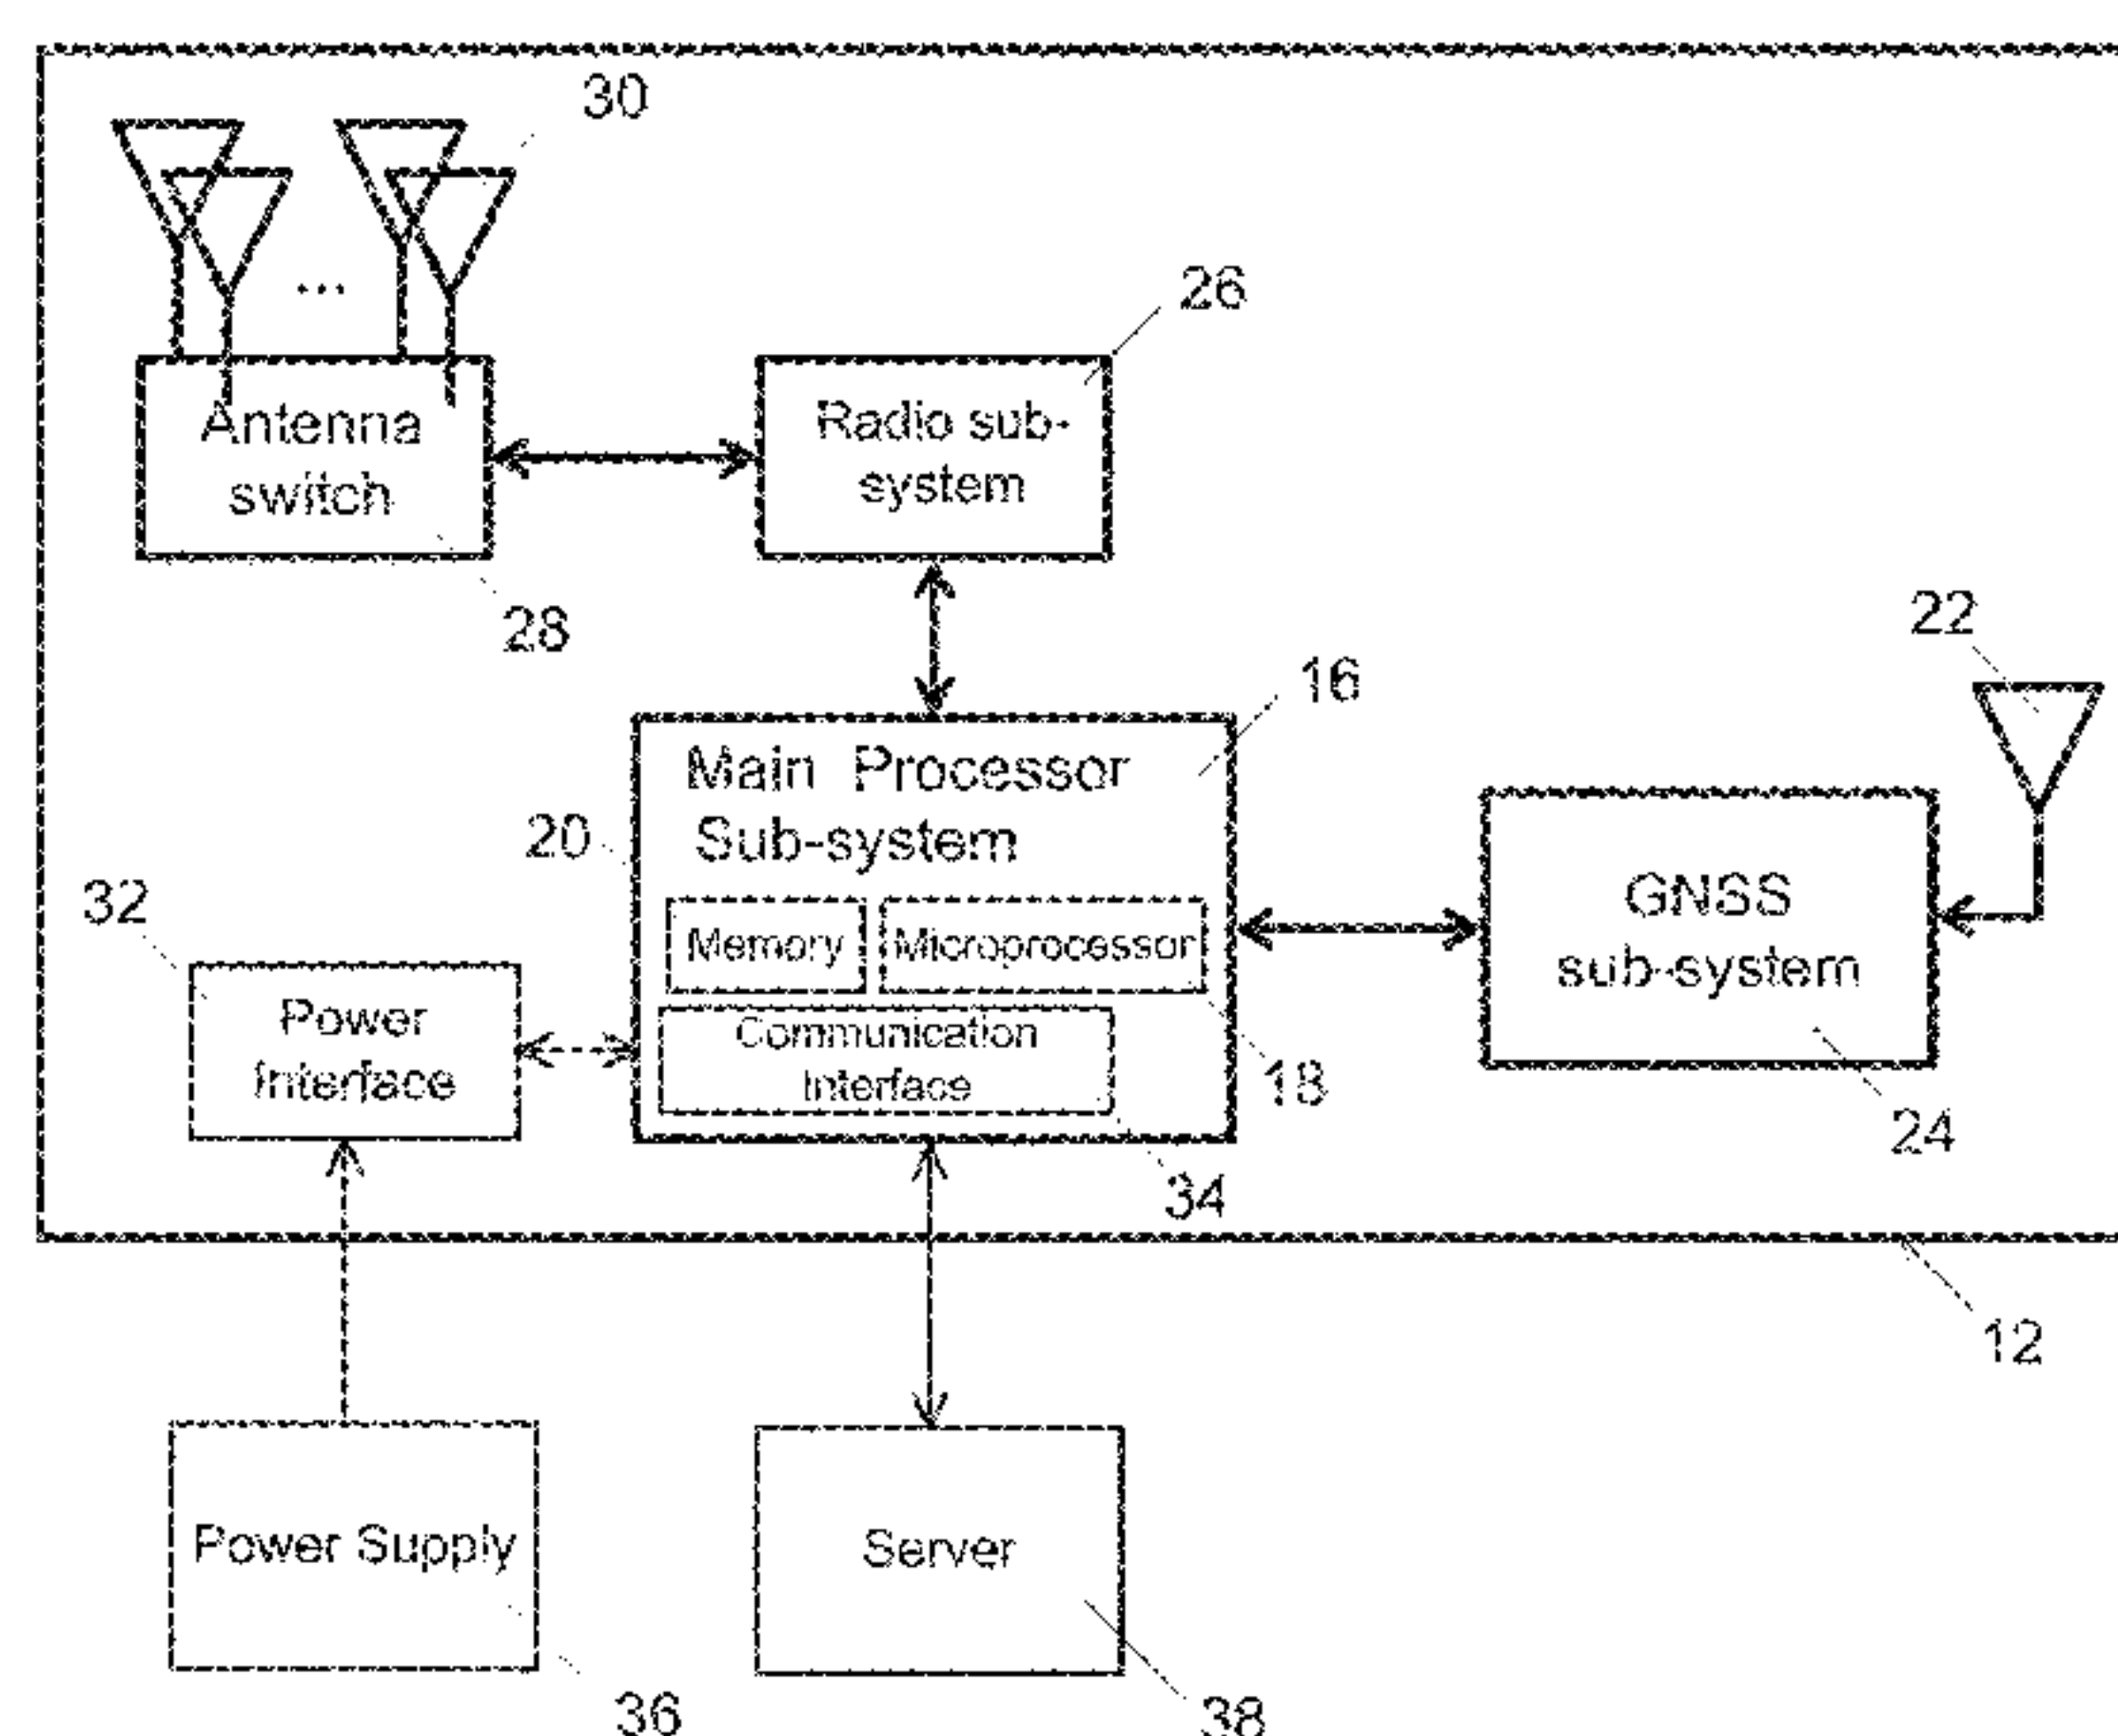 30
26
Antenna
switch
Radio sub-
system
28
22
16
Main Processor
Sub-system
20
32
GNSS
sub-system
Memory
Microprocessor
Power
Interface
Communication
Interface
18
24
34
12
Power Supply
Server
36
38